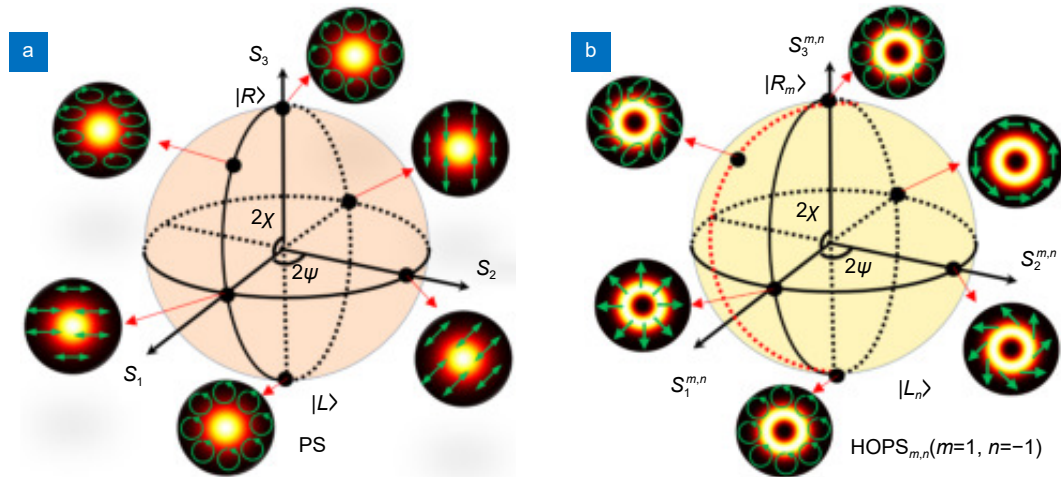 a
S₃
|R⟩
2χ
2ψ
S₂
S₁
|L⟩
PS
b
S₃ᵐ,ⁿ
|Rₘ⟩
2χ
2ψ
S₂ᵐ,ⁿ
S₁ᵐ,ⁿ
|Lₙ⟩
HOPSₘ,ₙ(m=1, n=−1)